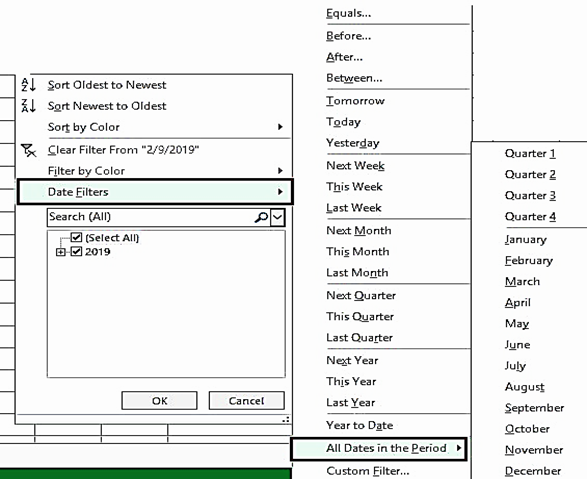 Sort Oldest to Newest
Sort Newest to Oldest
Sort by Color
Clear Filter From "2/9/2019"
Filter by Color
Date Filters
Search (All)
(Select All)
2019
OK
Cancel
Equals...
Before...
After...
Between...
Tomorrow
Today
Yesterday
Next Week
This Week
Last Week
Next Month
This Month
Last Month
Next Quarter
This Quarter
Last Quarter
Next Year
This Year
Last Year
Year to Date
All Dates in the Period
Custom Filter...
Quarter 1
Quarter 2
Quarter 3
Quarter 4
January
February
March
April
May
June
July
August
September
October
November
December